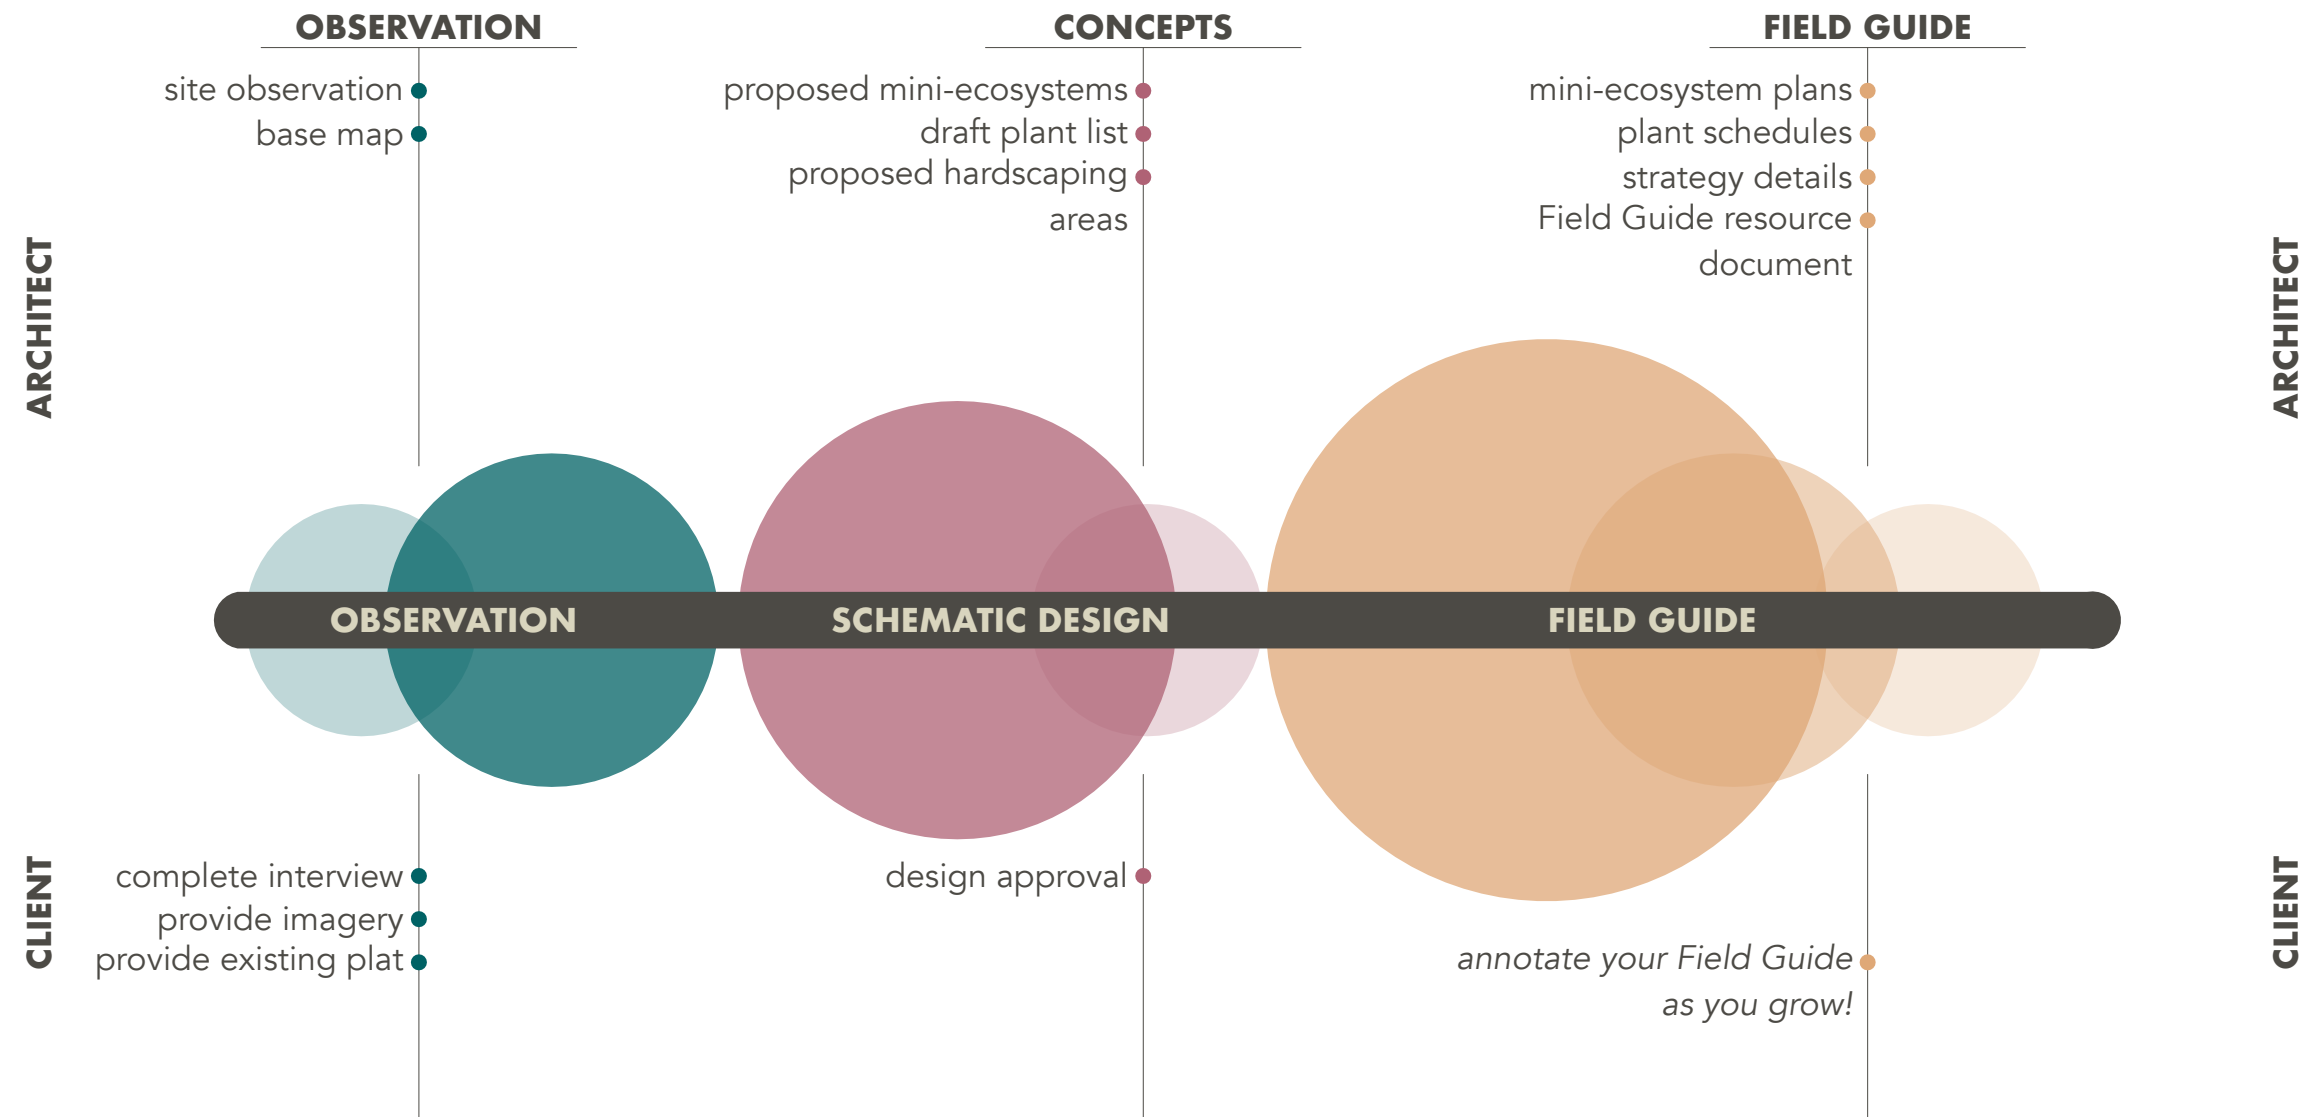 OBSERVATION
CONCEPTS
FIELD GUIDE
site observation
base map
proposed mini-ecosystems
draft plant list
proposed hardscaping
areas
mini-ecosystem plans
plant schedules
strategy details
Field Guide resource
document
ARCHITECT
ARCHITECT
OBSERVATION
SCHEMATIC DESIGN
FIELD GUIDE
CLIENT
complete interview
provide imagery
provide existing plat
design approval
annotate your Field Guide
as you grow!
CLIENT